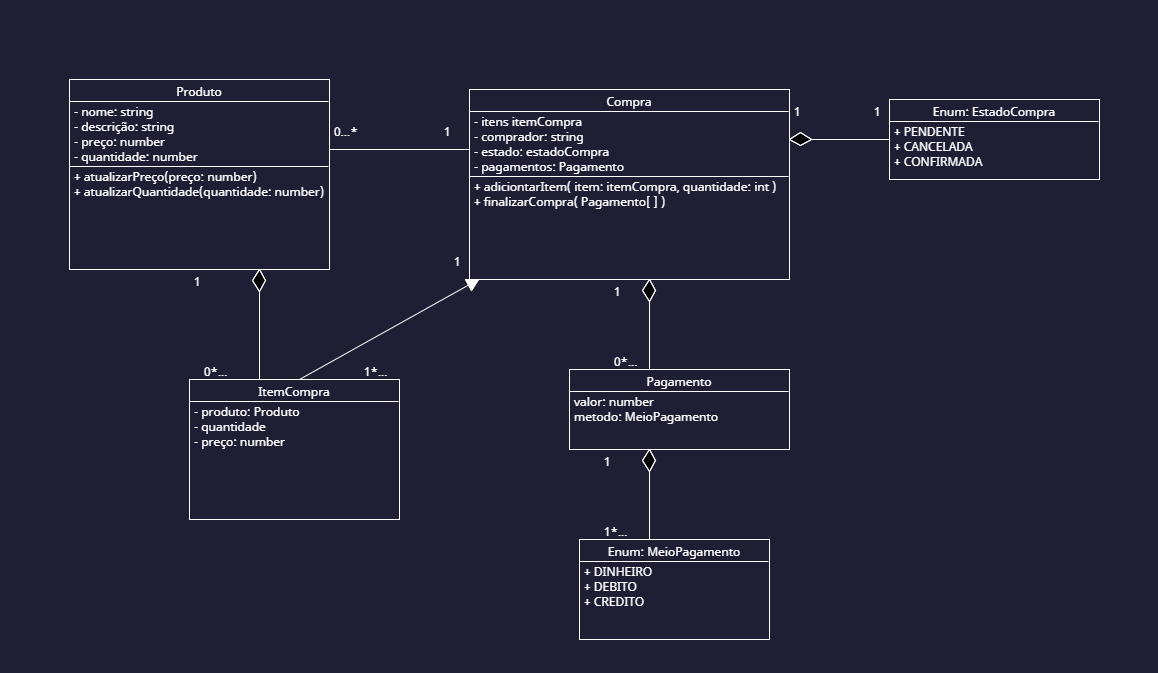 Produto
- nome: string
- descrição: string
- preço: number
- quantidade: number
+ atualizarPreço(preço: number)
+ atualizarQuantidade(quantidade: number)
0...*
1
Compra
- itens itemCompra
- comprador: string
- estado: estadoCompra
- pagamentos: Pagamento
+ adiciontarItem( item: itemCompra, quantidade: int )
+ finalizarCompra( Pagamento[ ] )
1
1
Enum: EstadoCompra
+ PENDENTE
+ CANCELADA
+ CONFIRMADA
1
1
1
0*...
1*...
ItemCompra
- produto: Produto
- quantidade
- preço: number
0*...
Pagamento
valor: number
metodo: MeioPagamento
1
1*...
Enum: MeioPagamento
+ DINHEIRO
+ DEBITO
+ CREDITO